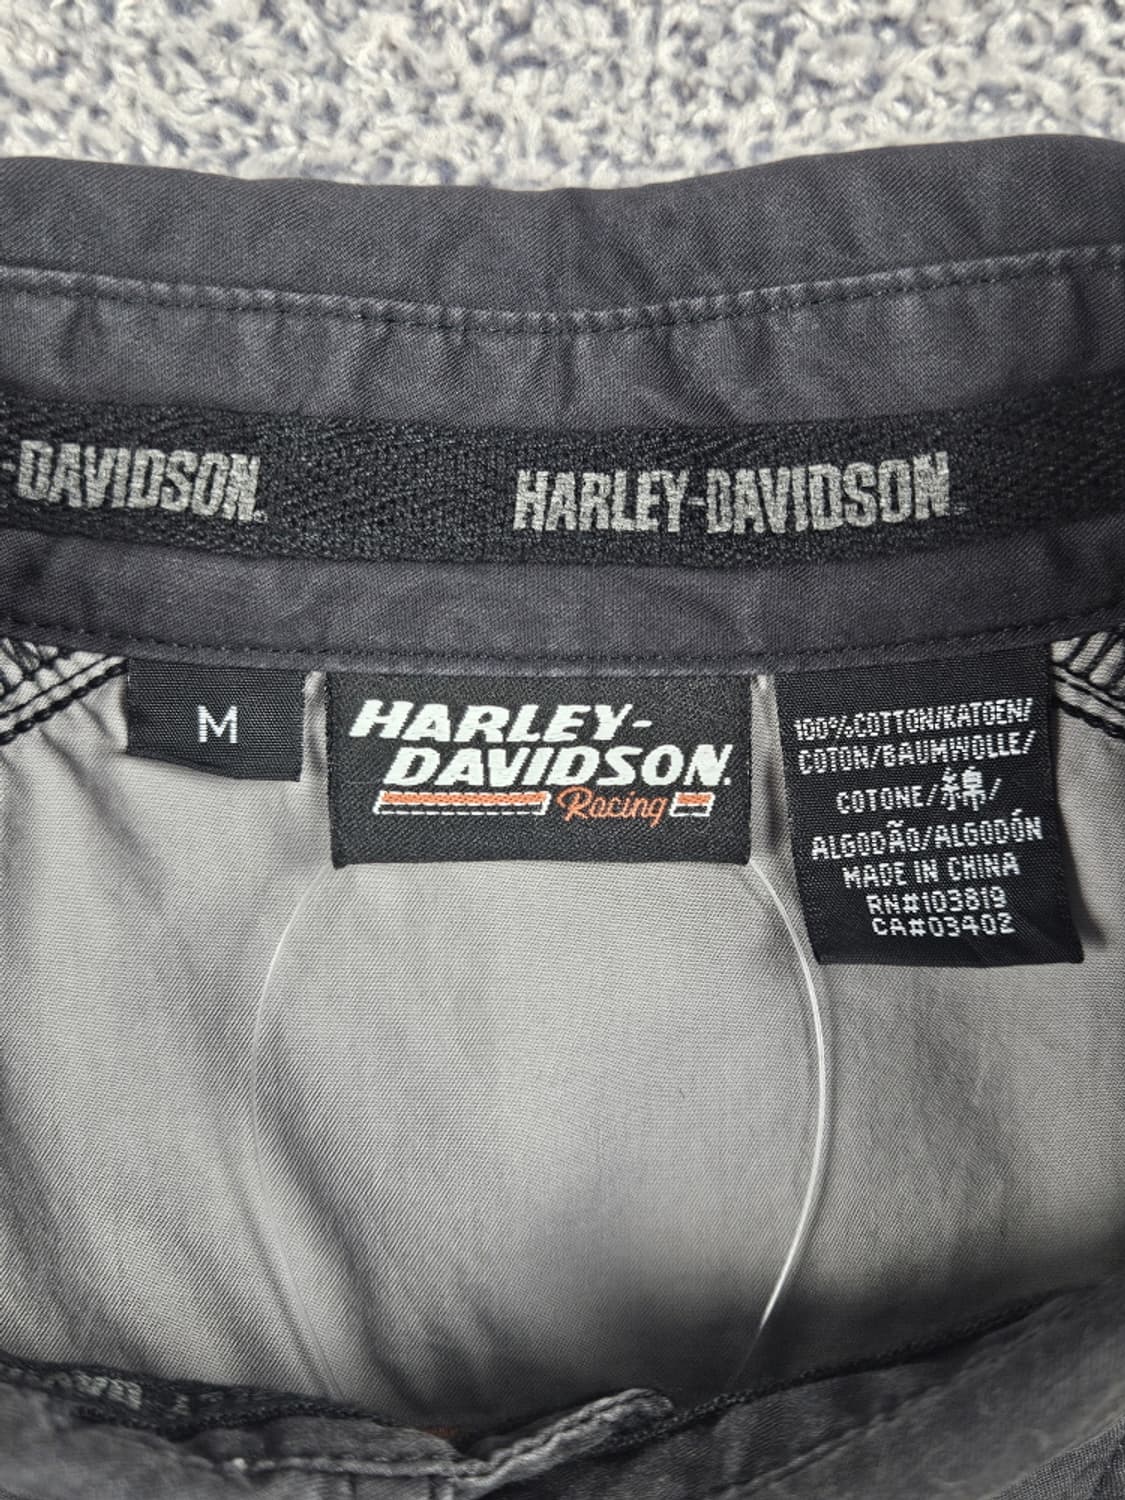 -DAVIDSON.
HARLEY-DAVIDSON
M
HARLEY-
DAVIDSON.
Racing
100%COTTON/KATOEN/
COTON/BAUMWOLLE/
COTONE/綿/
ALGODÃO/ALGODÓN
MADE IN CHINA
RN#103819
CA#03402